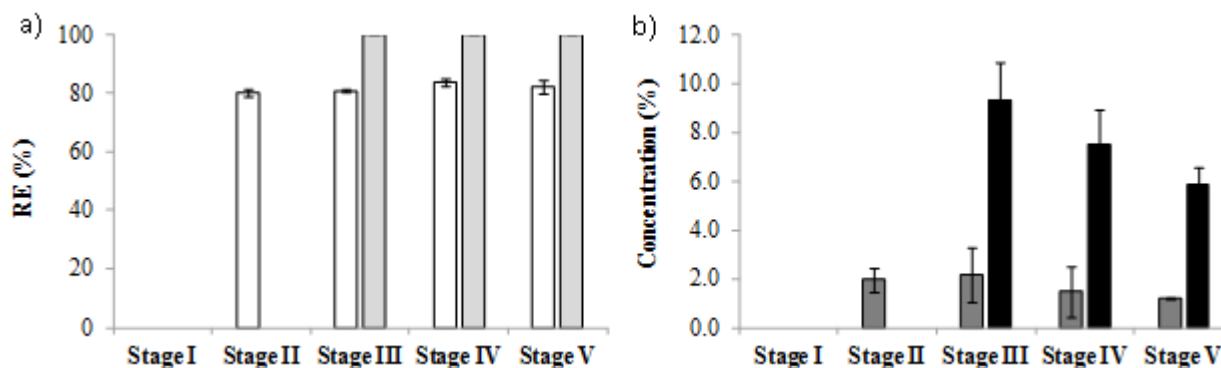 a)
RE (%)
100
80
60
40
20
0
Stage I Stage II Stage III Stage IV Stage V
b)
Concentration (%)
12.0
10.0
8.0
6.0
4.0
2.0
0.0
Stage I Stage II Stage III Stage IV Stage V